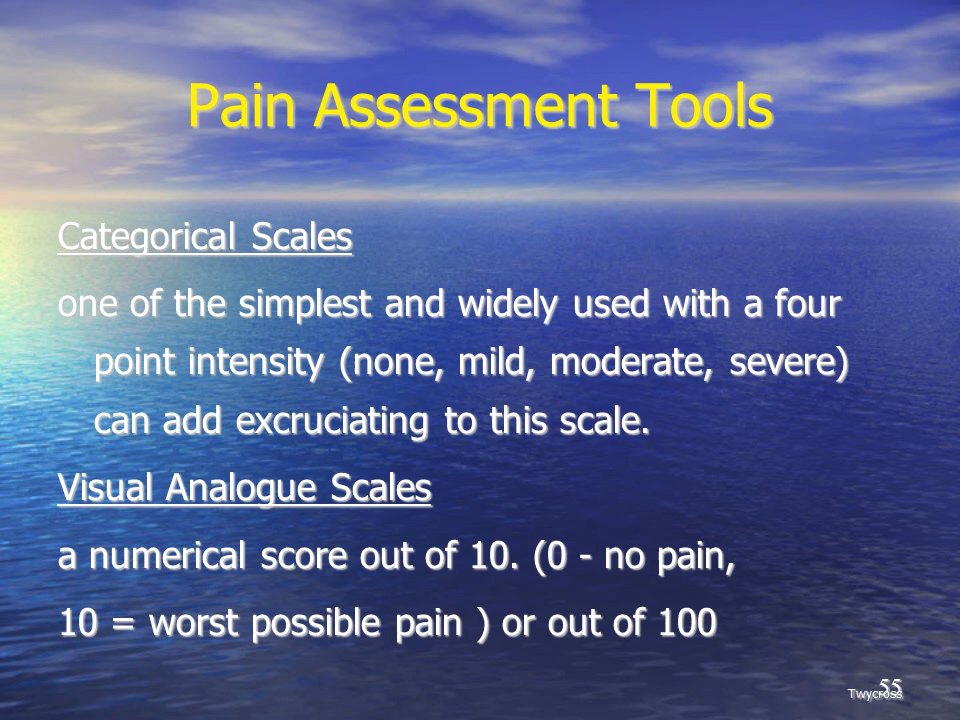 Pain Assessment Tools
Categorical Scales
one of the simplest and widely used with a four
point intensity (none, mild, moderate, severe)
can add excruciating to this scale.
Visual Analogue Scales
a numerical score out of 10. (0 - no pain,
10 = worst possible pain ) or out of 100
55
Twycross